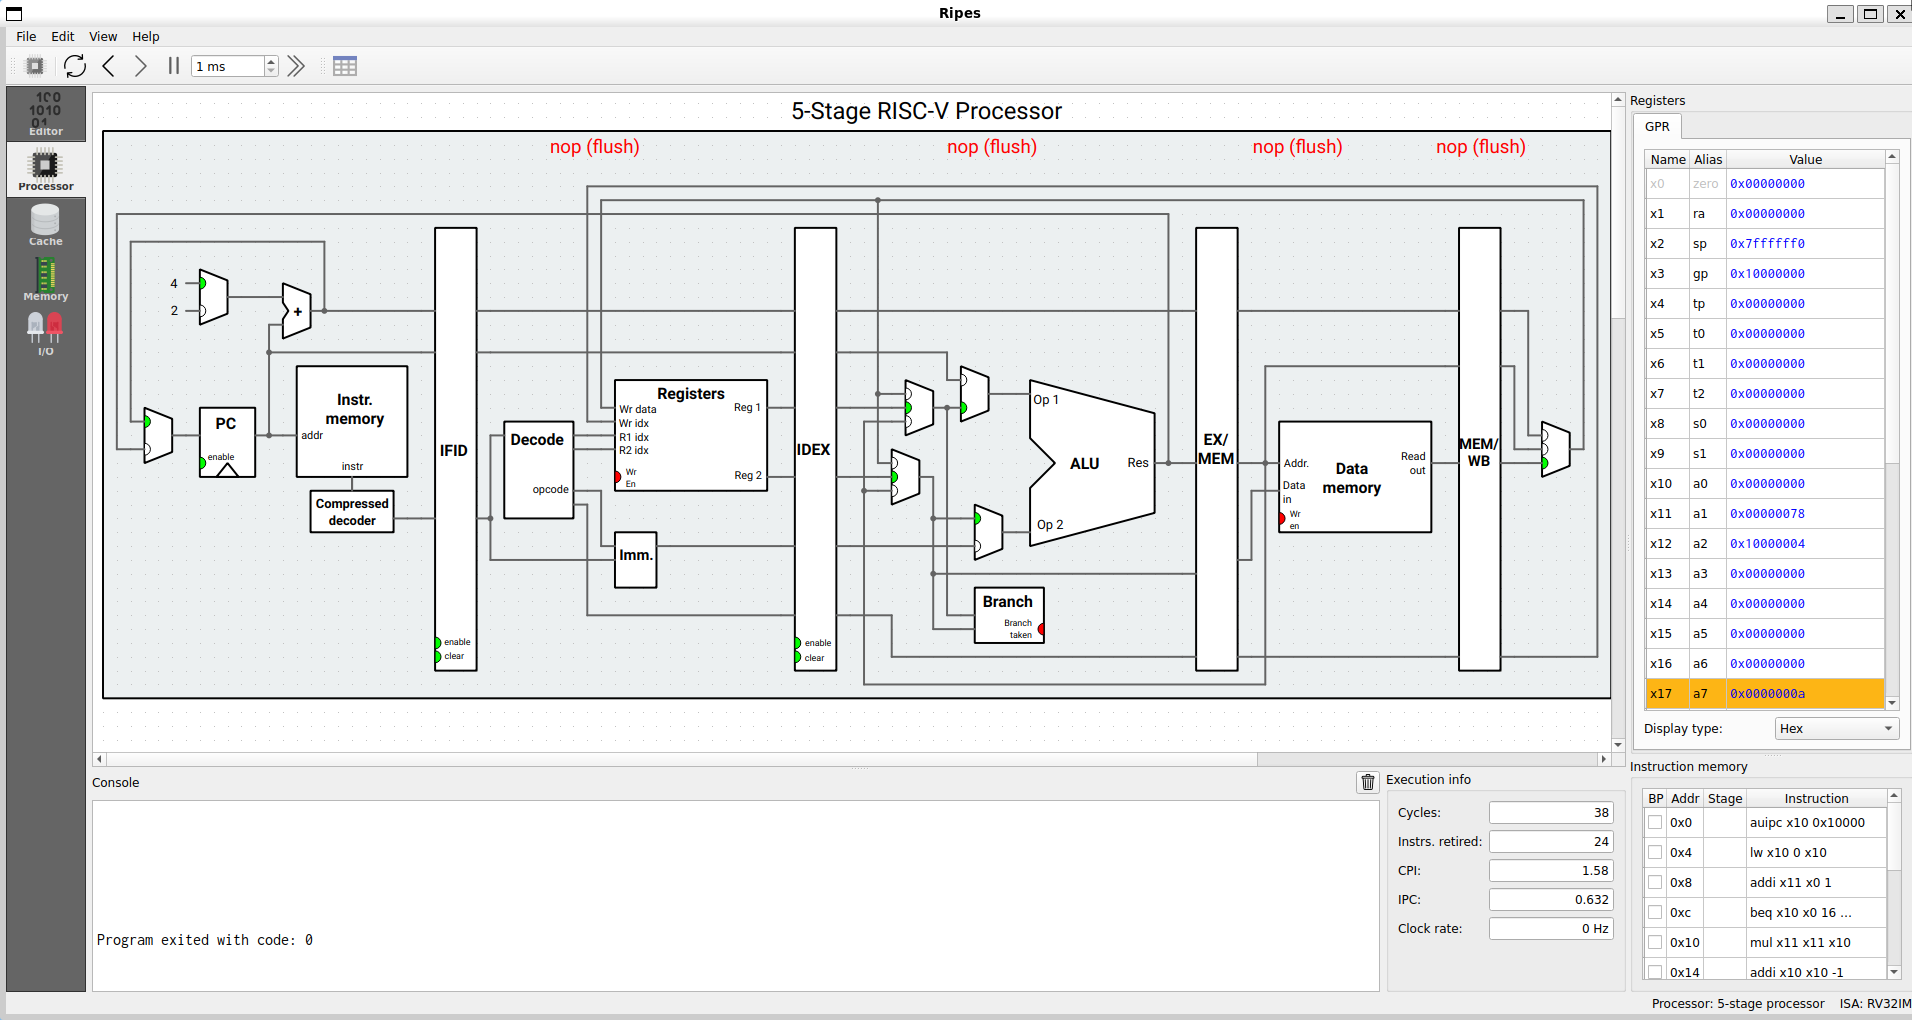 Ripes
File Edit View Help
1 ms
Editor
Processor
Cache
Memory
I/O
5-Stage RISC-V Processor
nop (flush) nop (flush) nop (flush) nop (flush)
4
2
+
PC
enable
Instr. memory
addr
instr
Compressed decoder
IFID
enable
clear
Decode
opcode
Registers
Wr data
Wr idx
R1 idx
R2 idx
Wr En
Reg 1
Reg 2
Imm.
IDEX
enable
clear
Op 1
ALU
Res
Op 2
Branch
Branch taken
EX/ MEM
Addr.
Data in
Wr en
Data memory
Read out
MEM/ WB
Registers
GPR
Name Alias Value
x0 zero 0x00000000
x1 ra 0x00000000
x2 sp 0x7ffffff0
x3 gp 0x10000000
x4 tp 0x00000000
x5 t0 0x00000000
x6 t1 0x00000000
x7 t2 0x00000000
x8 s0 0x00000000
x9 s1 0x00000000
x10 a0 0x00000000
x11 a1 0x00000078
x12 a2 0x10000004
x13 a3 0x00000000
x14 a4 0x00000000
x15 a5 0x00000000
x16 a6 0x00000000
x17 a7 0x0000000a
Display type: Hex
Console
Program exited with code: 0
Execution info
Cycles: 38
Instrs. retired: 24
CPI: 1.58
IPC: 0.632
Clock rate: 0 Hz
Instruction memory
BP Addr Stage Instruction
0x0 auipc x10 0x10000
0x4 lw x10 0 x10
0x8 addi x11 x0 1
0xc beq x10 x0 16 ...
0x10 mul x11 x11 x10
0x14 addi x10 x10 -1
Processor: 5-stage processor ISA: RV32IM